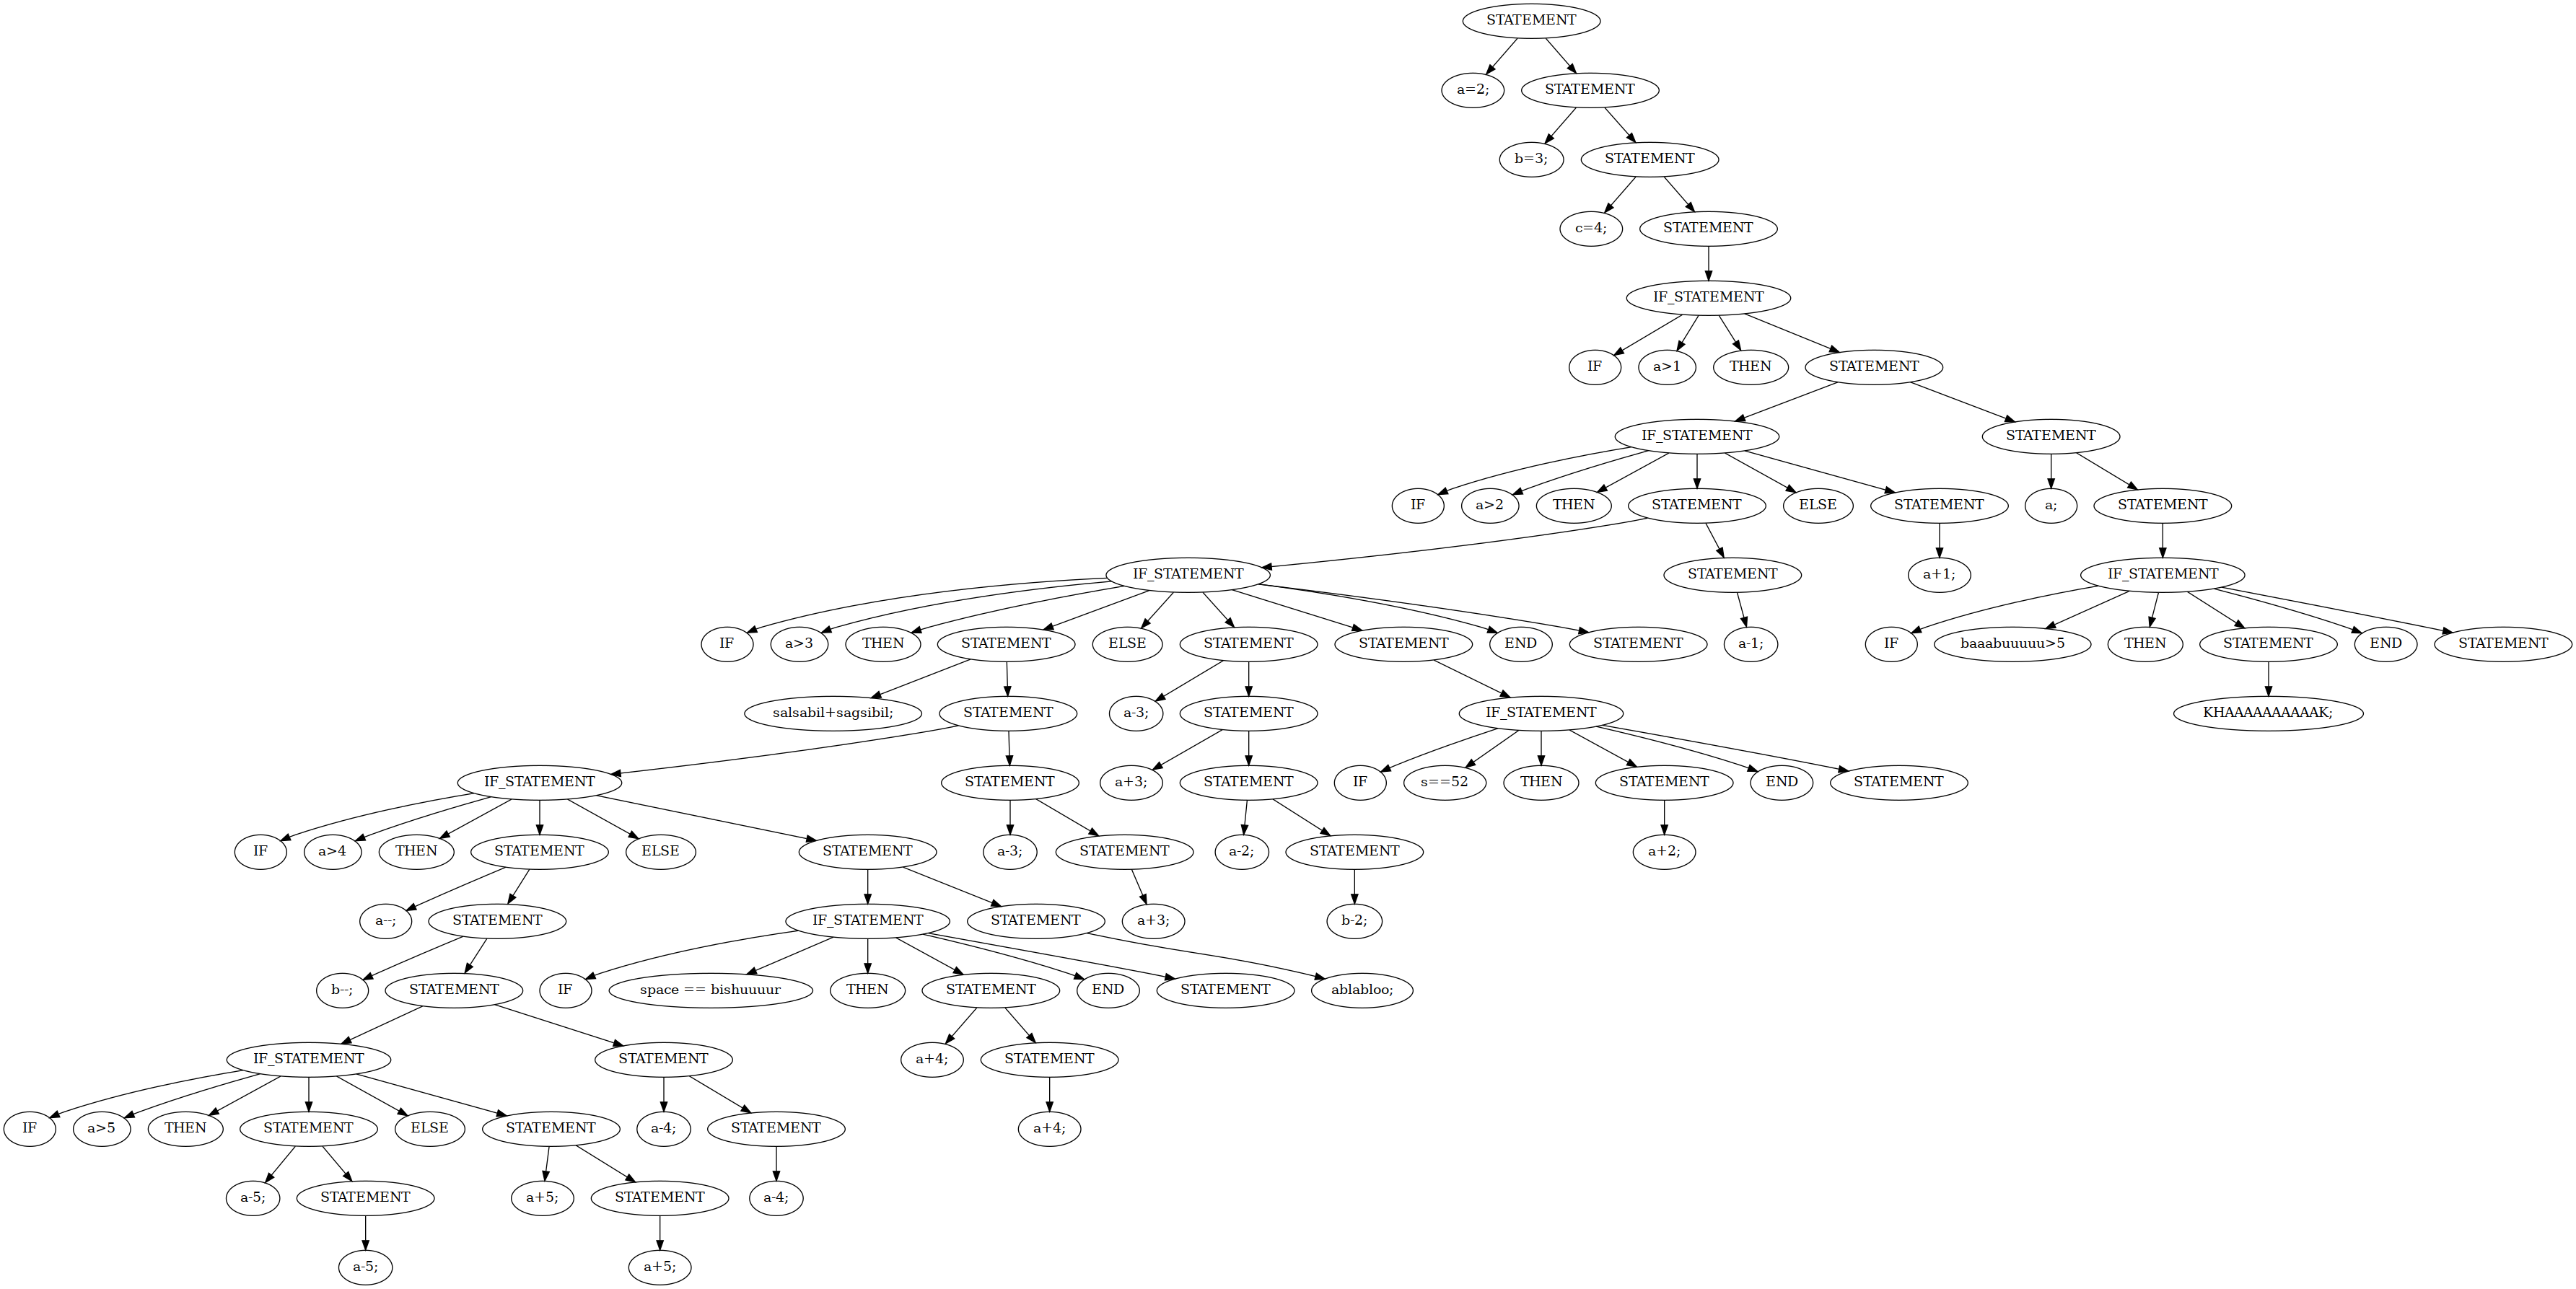 STATEMENT
a=2;
STATEMENT
b=3;
STATEMENT
c=4;
STATEMENT
IF_STATEMENT
IF
a>1
THEN
STATEMENT
IF_STATEMENT
STATEMENT
IF
a>2
THEN
STATEMENT
ELSE
STATEMENT
a;
STATEMENT
IF_STATEMENT
STATEMENT
a+1;
IF_STATEMENT
IF
a>3
THEN
STATEMENT
ELSE
STATEMENT
STATEMENT
END
STATEMENT
a-1;
IF
baaabuuuuu>5
THEN
STATEMENT
END
STATEMENT
salsabil+sagsibil;
STATEMENT
a-3;
STATEMENT
IF_STATEMENT
KHAAAAAAAAAAK;
IF_STATEMENT
STATEMENT
a+3;
STATEMENT
IF
s==52
THEN
STATEMENT
END
STATEMENT
IF
a>4
THEN
STATEMENT
ELSE
STATEMENT
a-3;
STATEMENT
a-2;
STATEMENT
a+2;
a--;
STATEMENT
IF_STATEMENT
STATEMENT
a+3;
b-2;
b--;
STATEMENT
IF
space == bishuuuur
THEN
STATEMENT
END
STATEMENT
ablabloo;
IF_STATEMENT
STATEMENT
a+4;
STATEMENT
IF
a>5
THEN
STATEMENT
ELSE
STATEMENT
a-4;
STATEMENT
a+4;
a-5;
STATEMENT
a+5;
STATEMENT
a-4;
a-5;
a+5;